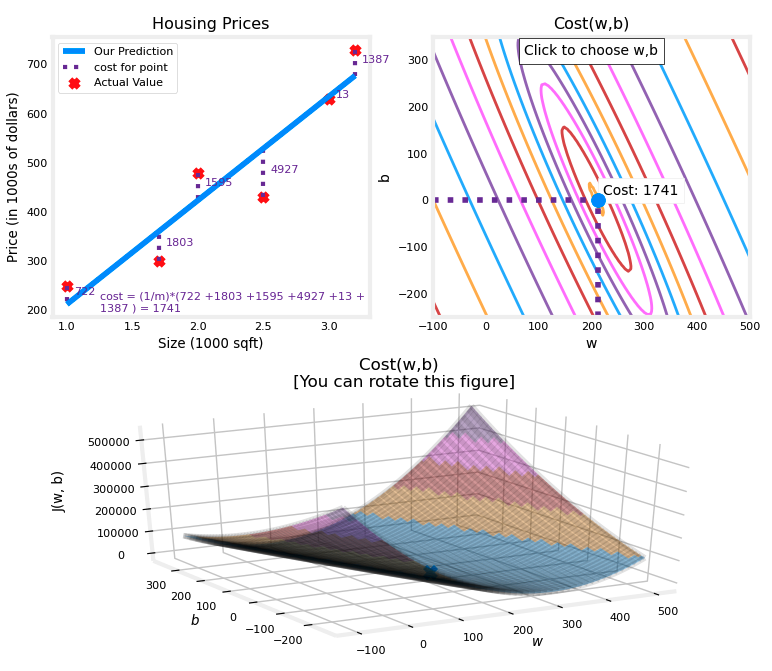 Housing Prices
Our Prediction
cost for point
Actual Value
Price (in 1000s of dollars)
700
600
500
400
300
200
722
1803
1595
4927
13
1387
cost = (1/m)*(722 +1803 +1595 +4927 +13 +
1387 ) = 1741
1.0
1.5
2.0
2.5
3.0
Size (1000 sqft)
Cost(w,b)
Click to choose w,b
b
300
200
100
0
−100
−200
Cost: 1741
−100
0
100
200
300
400
500
w
Cost(w,b)
[You can rotate this figure]
J(w, b)
500000
400000
300000
200000
100000
0
300
200
100
0
−100
−200
b
−100
0
100
200
300
400
500
w